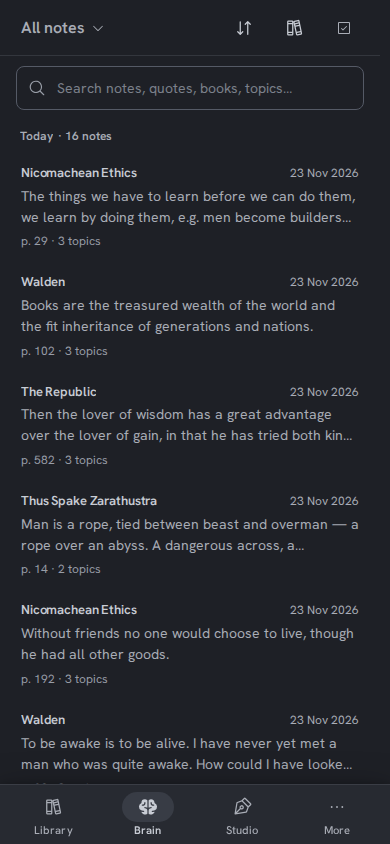 All notes
Search notes, quotes, books, topics...
Today · 16 notes
Nicomachean Ethics 23 Nov 2026
The things we have to learn before we can do them,
we learn by doing them, e.g. men become builders...
p. 29 · 3 topics
Walden 23 Nov 2026
Books are the treasured wealth of the world and
the fit inheritance of generations and nations.
p. 102 · 3 topics
The Republic 23 Nov 2026
Then the lover of wisdom has a great advantage
over the lover of gain, in that he has tried both kin...
p. 582 · 3 topics
Thus Spake Zarathustra 23 Nov 2026
Man is a rope, tied between beast and overman — a
rope over an abyss. A dangerous across, a...
p. 14 · 2 topics
Nicomachean Ethics 23 Nov 2026
Without friends no one would choose to live, though
he had all other goods.
p. 192 · 3 topics
Walden 23 Nov 2026
To be awake is to be alive. I have never yet met a
man who was quite awake. How could I have looke...
Library Brain Studio More